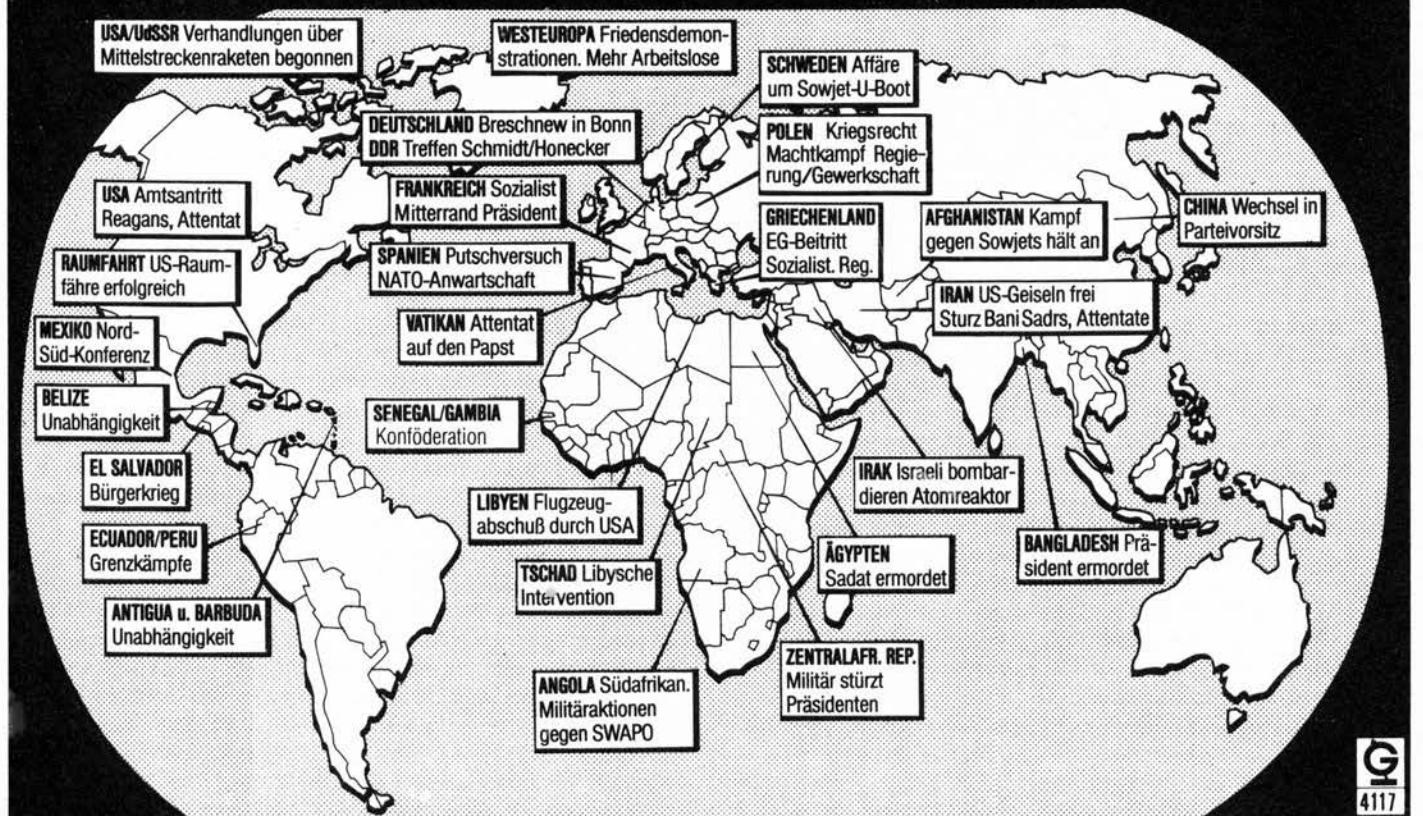 USA/UdSSR Verhandlungen über
Mittelstreckenraketen begonnen
WESTEUROPA Friedensdemon-
strationen. Mehr Arbeitslose
SCHWEDEN Affäre
um Sowjet-U-Boot
DEUTSCHLAND Breschnew in Bonn
DDR Treffen Schmidt/Honecker
POLEN Kriegsrecht
Machtkampf Regie-
rung/Gewerkschaft
USA Amtsantritt
Reagans, Attentat
FRANKREICH Sozialist
Mitterrand Präsident
GRIECHENLAND
EG-Beitritt
Sozialist. Reg.
AFGHANISTAN Kampf
gegen Sowjets hält an
CHINA Wechsel in
Parteivorsitz
RAUMFAHRT US-Raum-
fähre erfolgreich
SPANIEN Putschversuch
NATO-Anwartschaft
IRAN US-Geiseln frei
Sturz Bani Sadrs, Attentate
MEXIKO Nord-
Süd-Konferenz
VATIKAN Attentat
auf den Papst
BELIZE
Unabhängigkeit
SENEGAL/GAMBIA
Konföderation
EL SALVADOR
Bürgerkrieg
LIBYEN Flugzeug-
abschuß durch USA
IRAK Israeli bombar-
dieren Atomreaktor
ECUADOR/PERU
Grenzkämpfe
TSCHAD Libysche
Intervention
ÄGYPTEN
Sadat ermordet
BANGLADESH Prä-
sident ermordet
ANTIGUA u. BARBUDA
Unabhängigkeit
ANGOLA Südafrikan.
Militäraktionen
gegen SWAPO
ZENTRALAFR. REP.
Militär stürzt
Präsidenten
G
4117